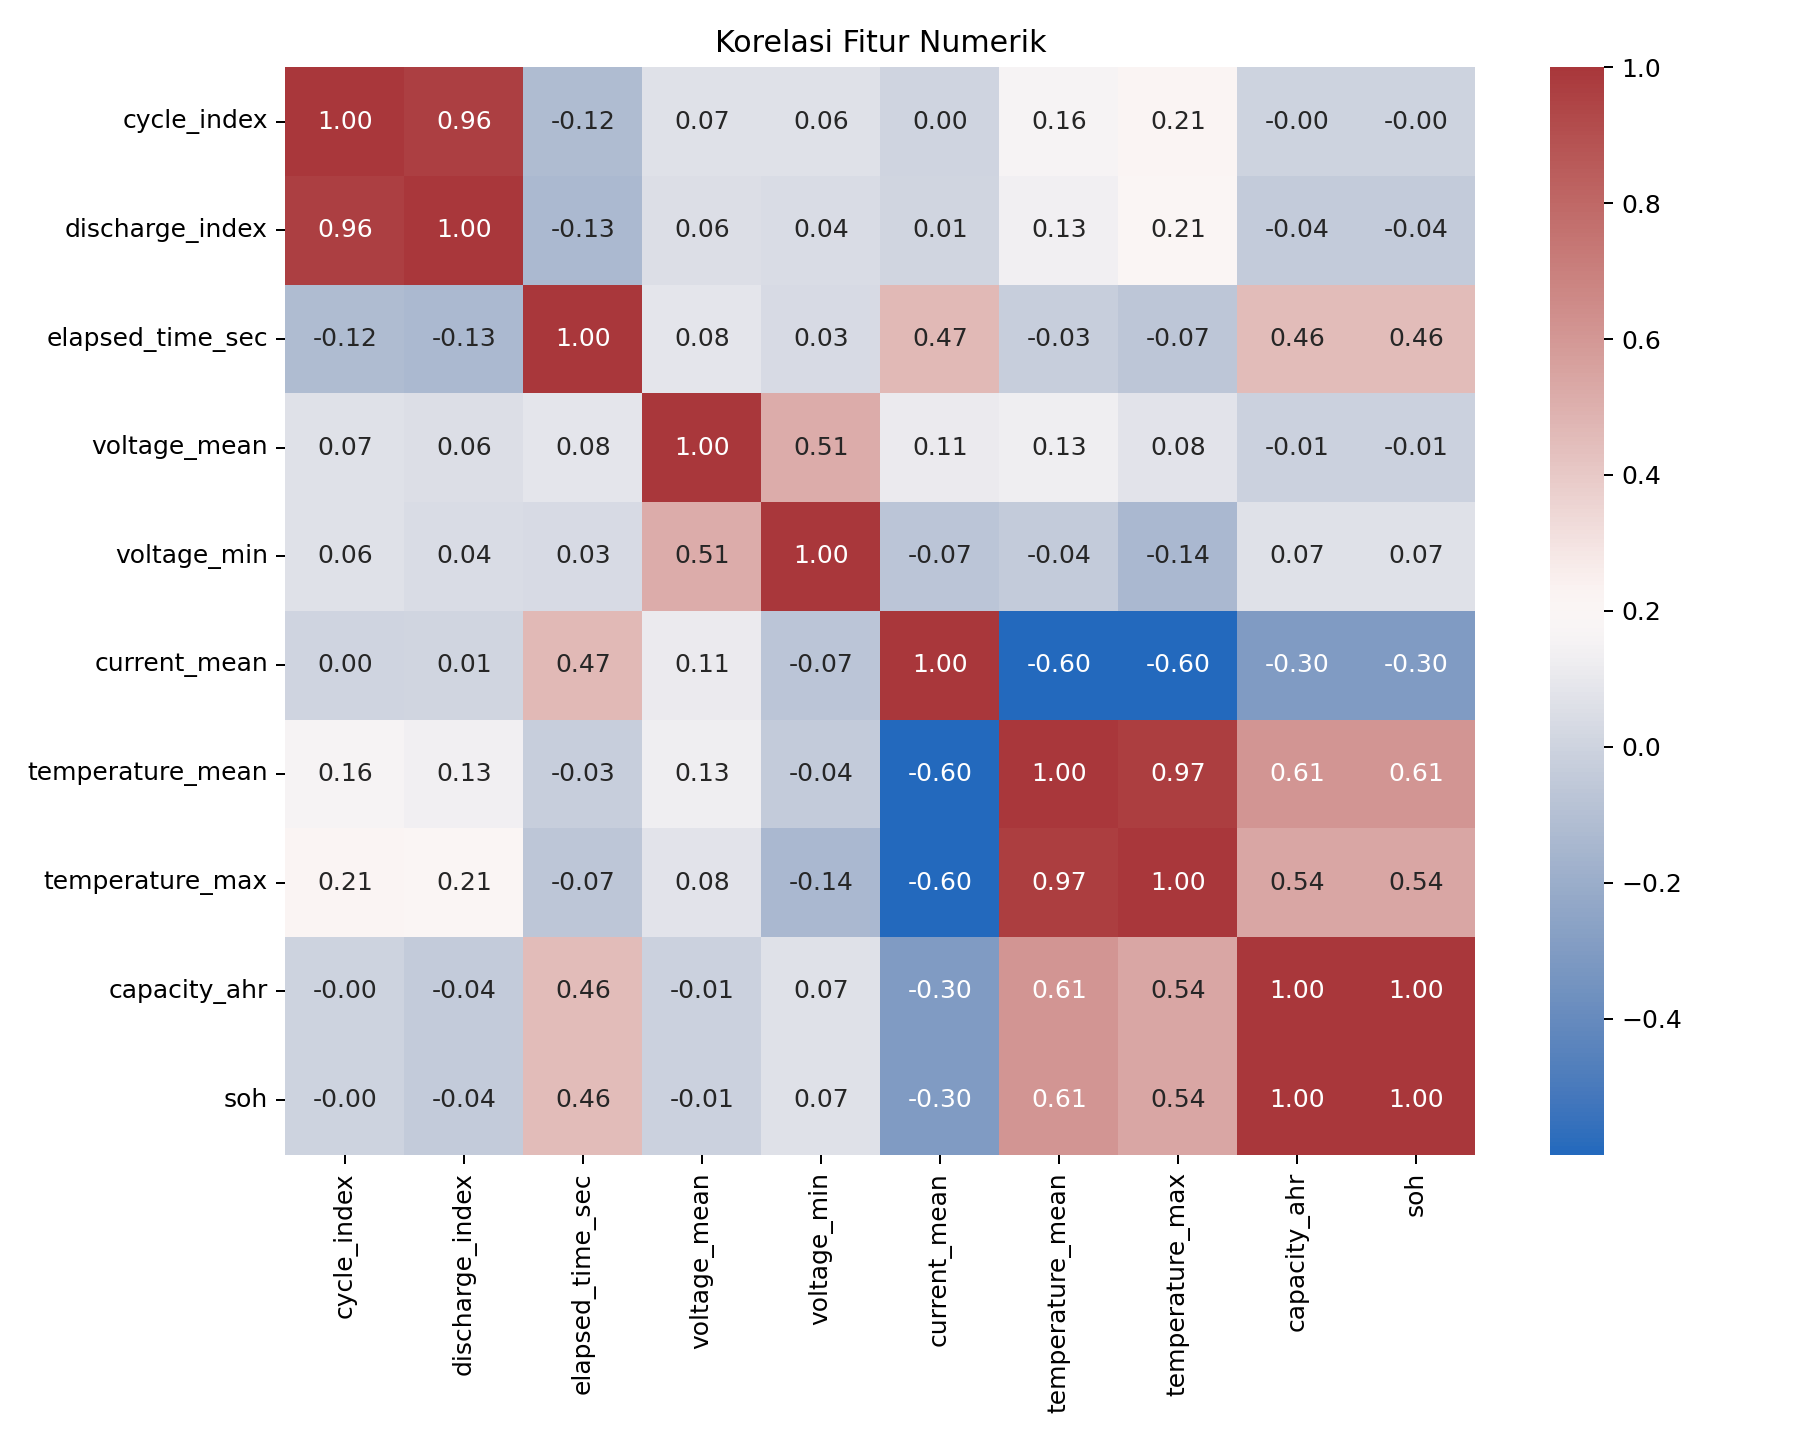 Korelasi Fitur Numerik
cycle_index 1.00 0.96 -0.12 0.07 0.06 0.00 0.16 0.21 -0.00 -0.00
discharge_index 0.96 1.00 -0.13 0.06 0.04 0.01 0.13 0.21 -0.04 -0.04
elapsed_time_sec -0.12 -0.13 1.00 0.08 0.03 0.47 -0.03 -0.07 0.46 0.46
voltage_mean 0.07 0.06 0.08 1.00 0.51 0.11 0.13 0.08 -0.01 -0.01
voltage_min 0.06 0.04 0.03 0.51 1.00 -0.07 -0.04 -0.14 0.07 0.07
current_mean 0.00 0.01 0.47 0.11 -0.07 1.00 -0.60 -0.60 -0.30 -0.30
temperature_mean 0.16 0.13 -0.03 0.13 -0.04 -0.60 1.00 0.97 0.61 0.61
temperature_max 0.21 0.21 -0.07 0.08 -0.14 -0.60 0.97 1.00 0.54 0.54
capacity_ahr -0.00 -0.04 0.46 -0.01 0.07 -0.30 0.61 0.54 1.00 1.00
soh -0.00 -0.04 0.46 -0.01 0.07 -0.30 0.61 0.54 1.00 1.00
cycle_index
discharge_index
elapsed_time_sec
voltage_mean
voltage_min
current_mean
temperature_mean
temperature_max
capacity_ahr
soh
1.0
0.8
0.6
0.4
0.2
0.0
−0.2
−0.4